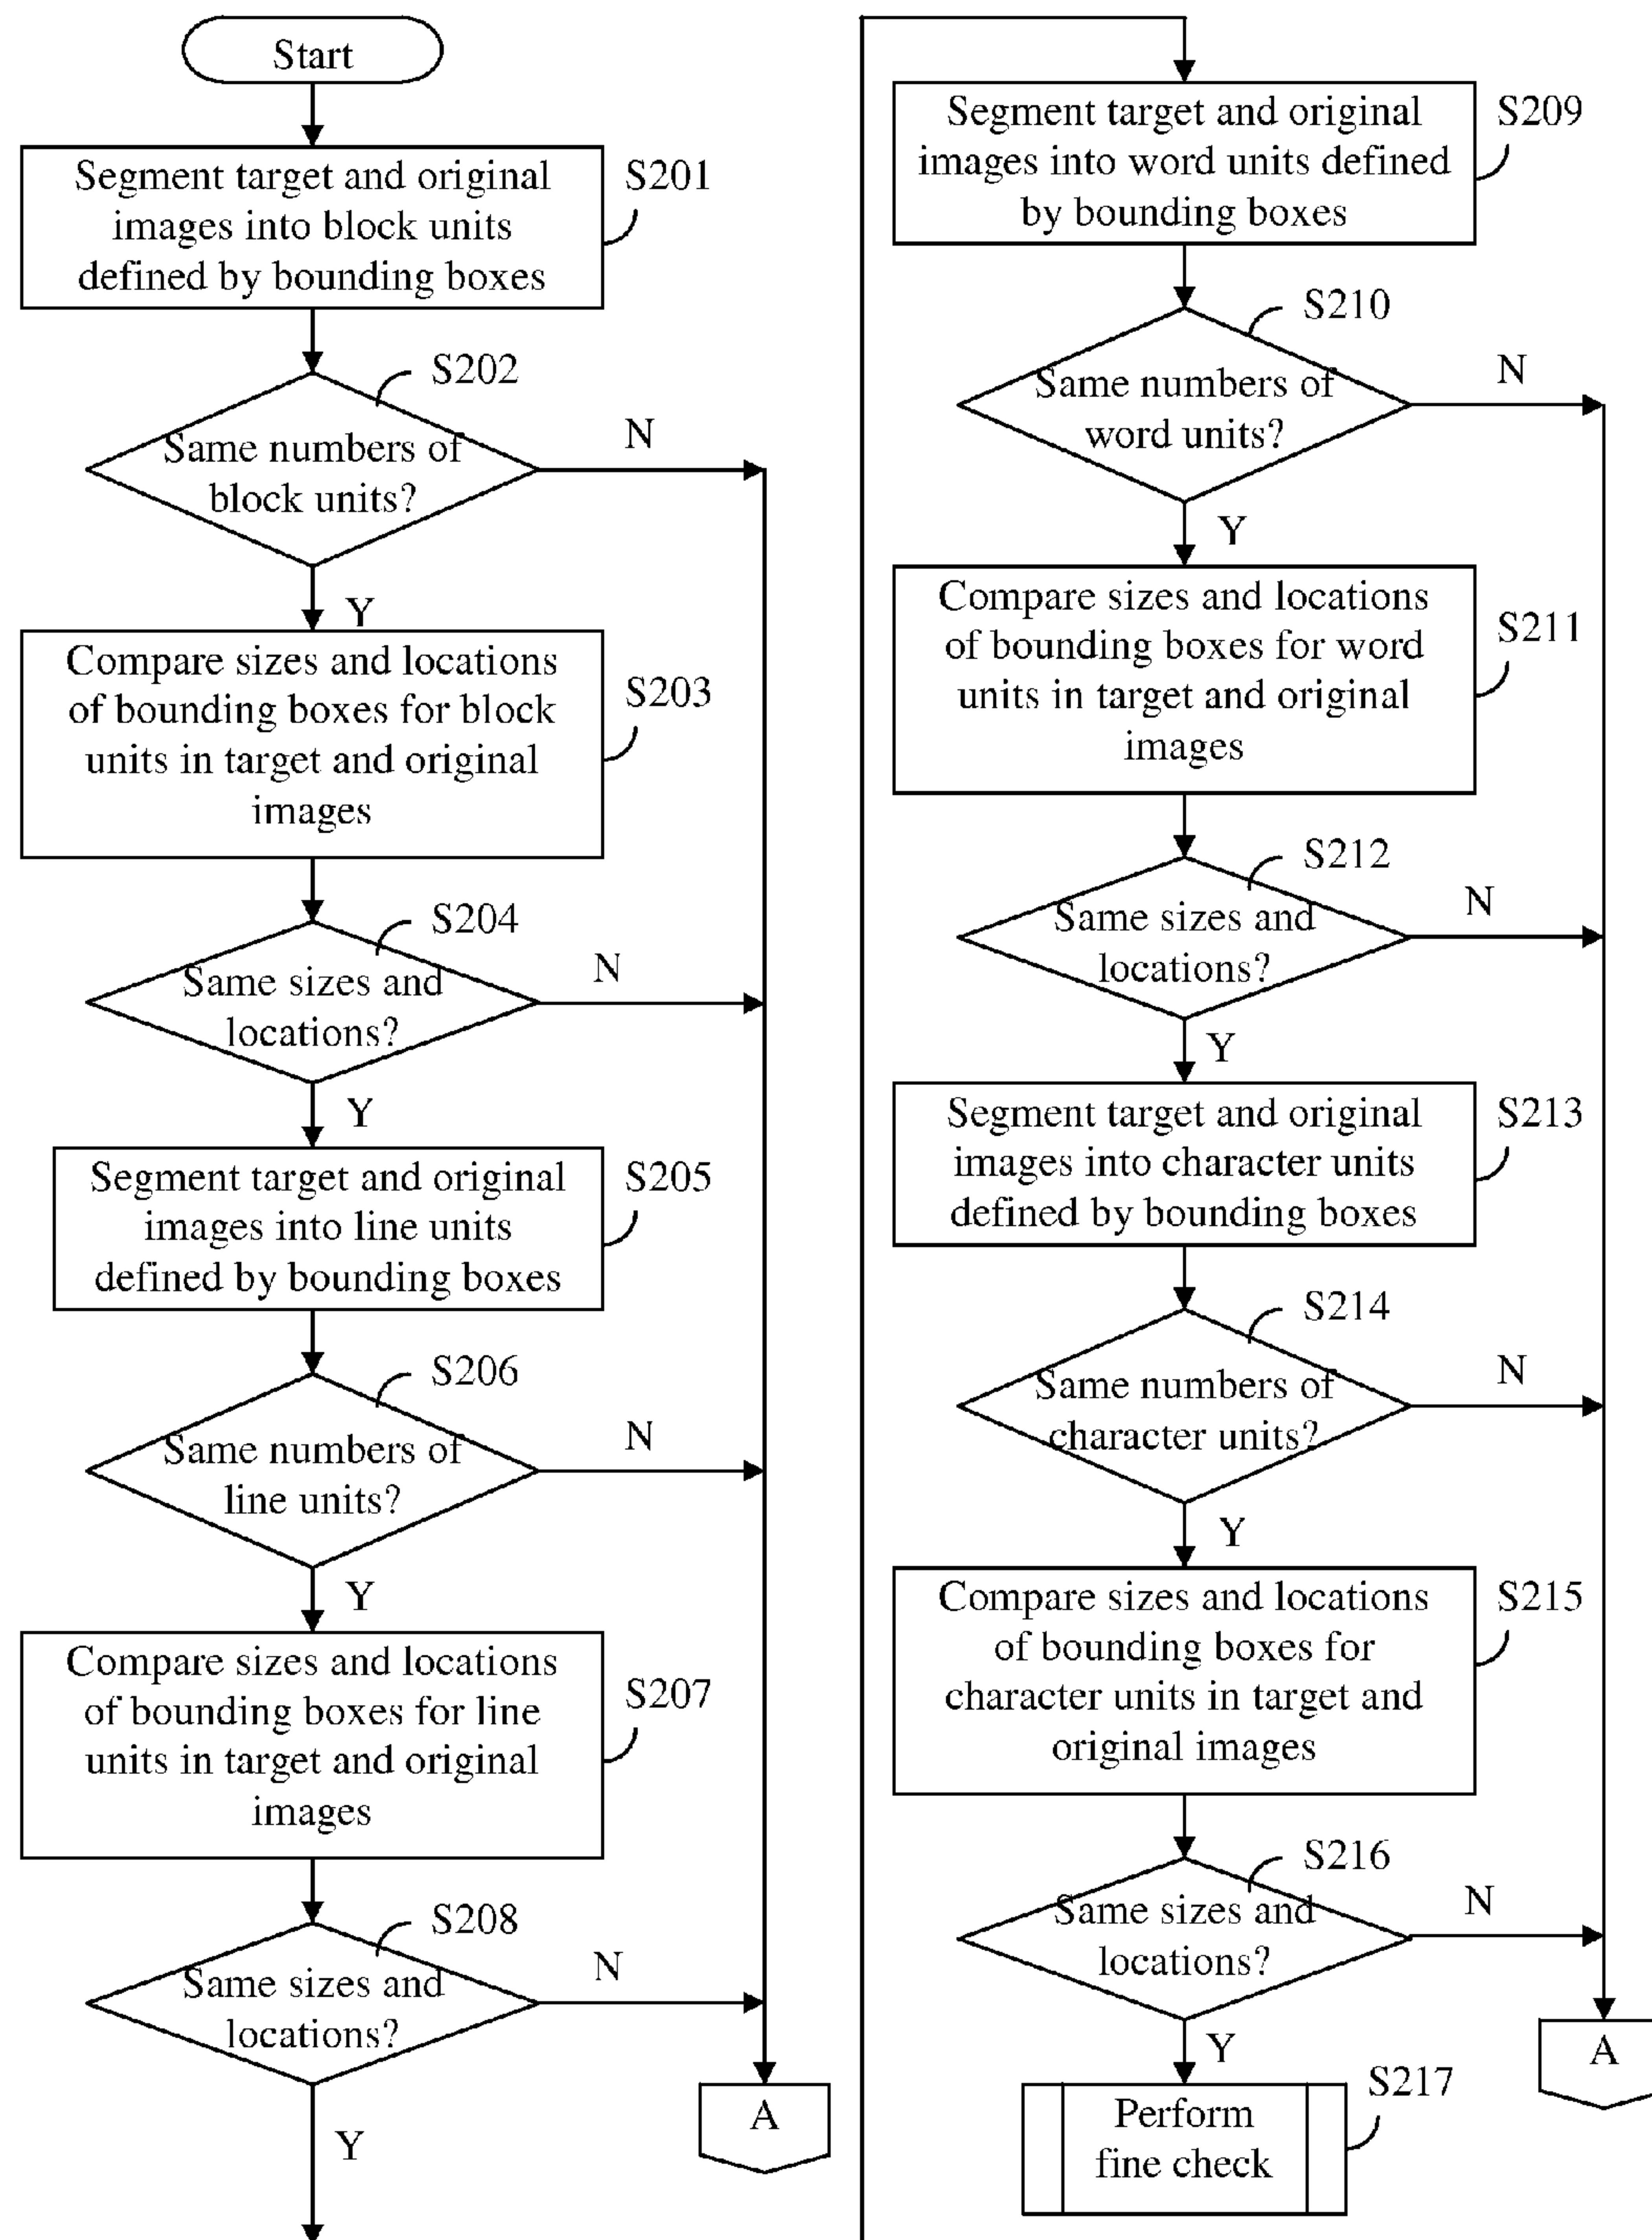 Start
Segment target and original
images into block units
defined by bounding boxes
S201
S202
Same numbers of
block units?
N
Y
Compare sizes and locations
of bounding boxes for block
units in target and original
images
S203
S204
Same sizes and
locations?
N
Y
Segment target and original
images into line units
defined by bounding boxes
S205
S206
Same numbers of
line units?
N
Y
Compare sizes and locations
of bounding boxes for line
units in target and original
images
S207
S208
Same sizes and
locations?
N
Y
A
Segment target and original
images into word units defined
by bounding boxes
S209
S210
Same numbers of
word units?
N
Y
Compare sizes and locations
of bounding boxes for word
units in target and original
images
S211
S212
Same sizes and
locations?
N
Y
Segment target and original
images into character units
defined by bounding boxes
S213
S214
Same numbers of
character units?
N
Y
Compare sizes and locations
of bounding boxes for
character units in target and
original images
S215
S216
Same sizes and
locations?
N
Y
A
Perform
fine check
S217